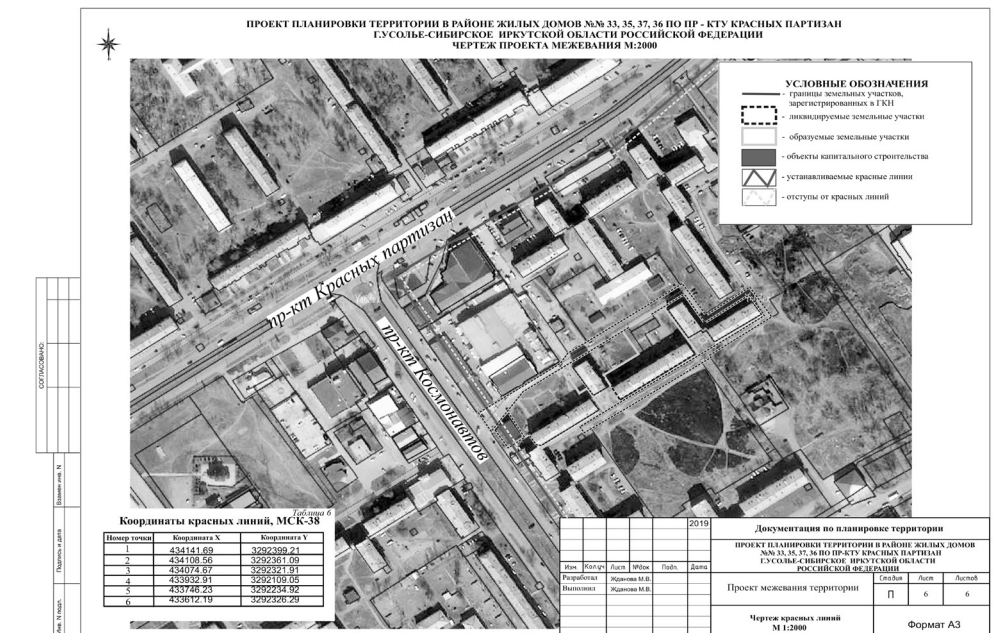 ПРОЕКТ ПЛАНИРОВКИ ТЕРРИТОРИИ В РАЙОНЕ ЖИЛЫХ ДОМОВ №№ 33, 35, 37, 36 ПО ПР - КТУ КРАСНЫХ ПАРТИЗАН
Г.УСОЛЬЕ-СИБИРСКОЕ ИРКУТСКОЙ ОБЛАСТИ РОССИЙСКОЙ ФЕДЕРАЦИИ
ЧЕРТЕЖ ПРОЕКТА МЕЖЕВАНИЯ М:2000
УСЛОВНЫЕ ОБОЗНАЧЕНИЯ
- границы земельных участков,
зарегистрированных в ГКН
- ликвидируемые земельные участки
- образуемые земельные участки
- объекты капитального строительства
- устанавливаемые красные линии
- отступы от красных линий
пр-кт Красных партизан
пр-кт Космонавтов
СОГЛАСОВАНО:
Взамен инв. N
Подпись и дата
Инв. N подл.
Таблица 6
Координаты красных линий, МСК-38
Номер точки Координата X Координата Y
1 434141.69 3292399.21
2 434108.56 3292361.09
3 434074.67 3292321.91
4 433932.91 3292109.05
5 433746.23 3292234.92
6 433612.19 3292326.29
2019
Изм. Кол.уч Лист №док Подп. Дата
Разработал Жданова М.В.
Выполнил Жданова М.В.
Документация по планировке территории
ПРОЕКТ ПЛАНИРОВКИ ТЕРРИТОРИИ В РАЙОНЕ ЖИЛЫХ ДОМОВ
№№ 33, 35, 37, 36 ПО ПР-КТУ КРАСНЫХ ПАРТИЗАН
Г.УСОЛЬЕ-СИБИРСКОЕ ИРКУТСКОЙ ОБЛАСТИ
РОССИЙСКОЙ ФЕДЕРАЦИИ
Проект межевания территории
Стадия Лист Листов
П 6 6
Чертеж красных линий
М 1:2000
Формат А3